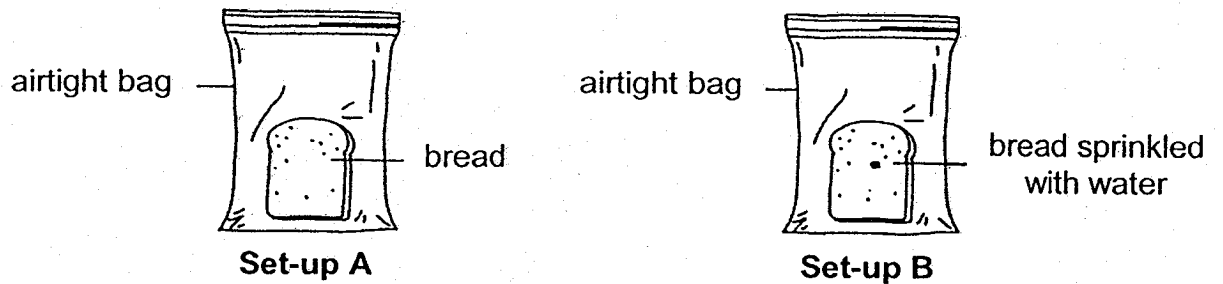 airtight bag
bread
Set-up A
airtight bag
bread sprinkled
with water
Set-up B